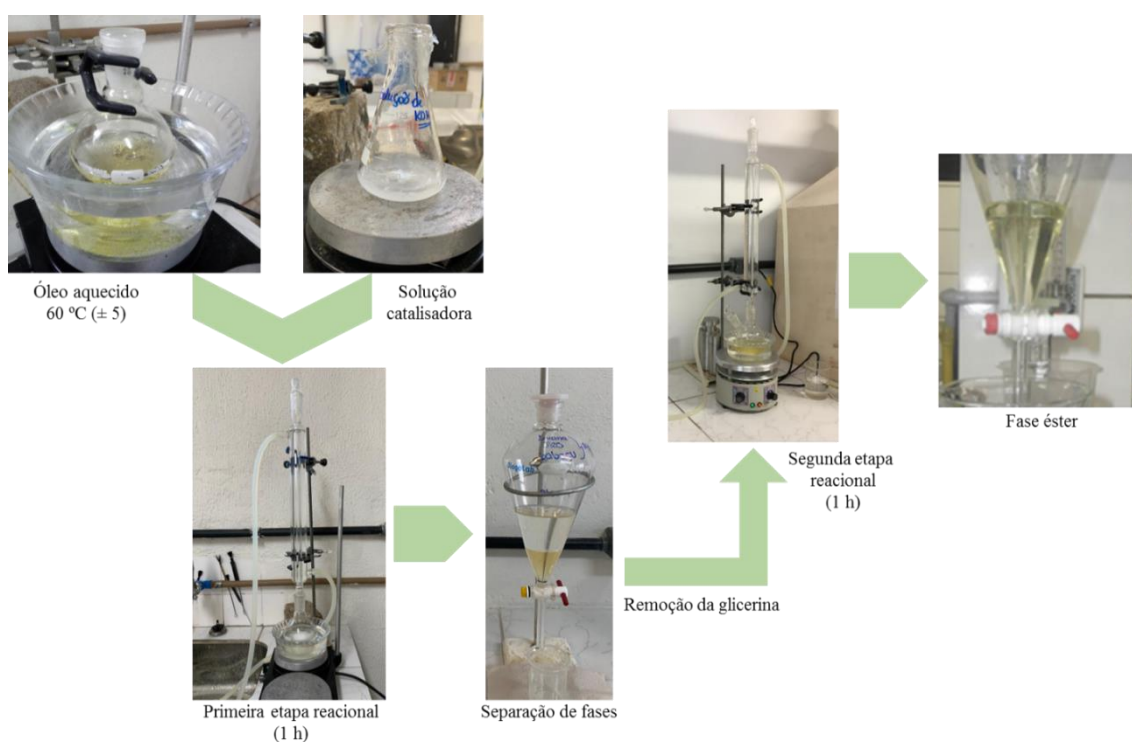 Óleo aquecido
60 ºC (± 5)
Solução
catalisadora
KOH
Primeira etapa reacional
(1 h)
Separação de fases
Remoção da glicerina
Segunda etapa
reacional
(1 h)
Fase éster